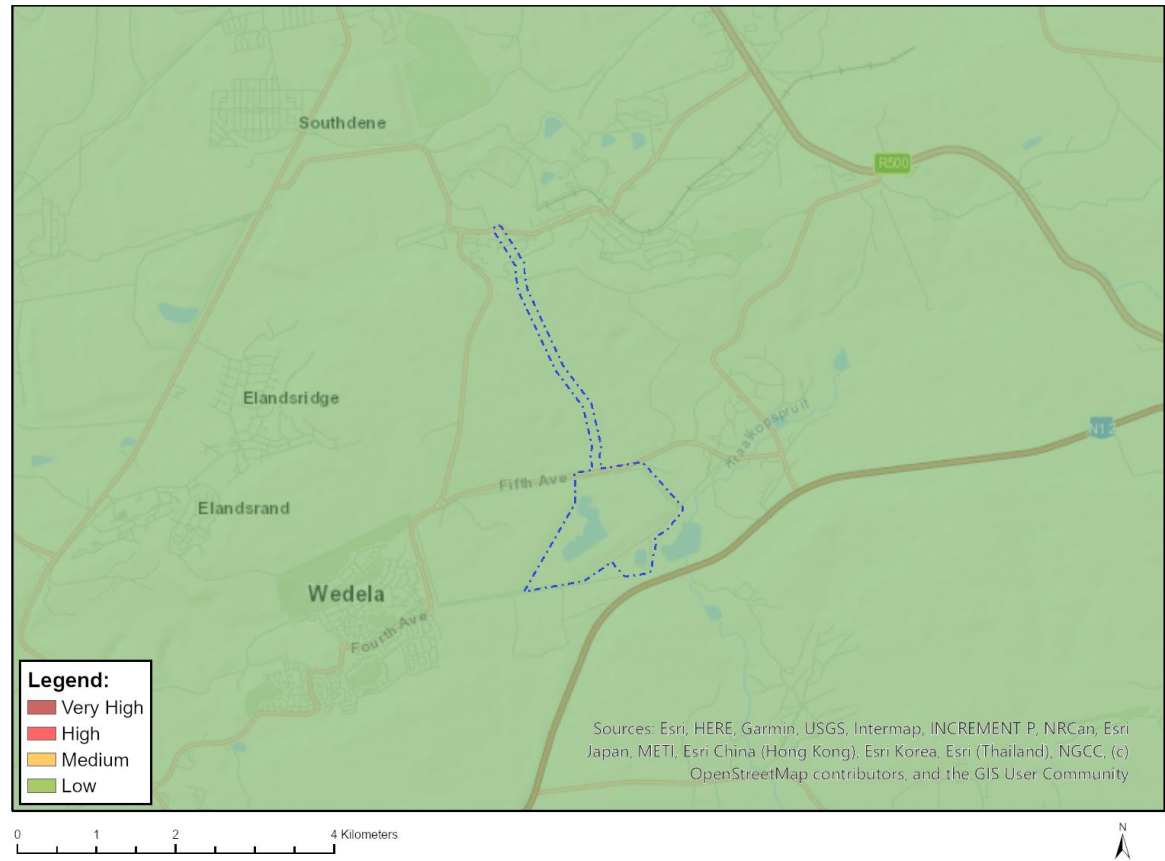 Southdene
R500
Elandsridge
Kraalkopspruit
N12
Fifth Ave
Elandsrand
Wedela
Fourth Ave
Legend:
Very High
High
Medium
Low
Sources: Esri, HERE, Garmin, USGS, Intermap, INCREMENT P, NRCan, Esri
Japan, METI, Esri China (Hong Kong), Esri Korea, Esri (Thailand), NGCC, (c)
OpenStreetMap contributors, and the GIS User Community
0 1 2 4 Kilometers
N